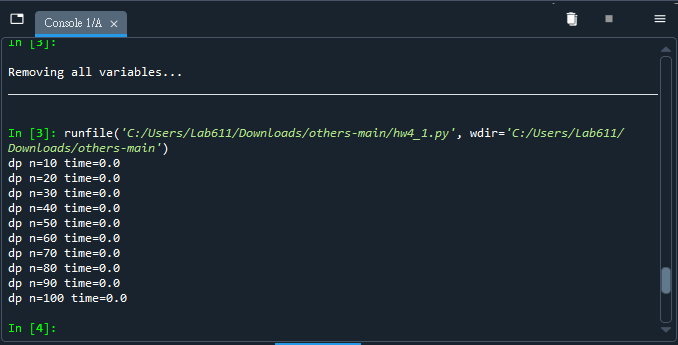 Console 1/A
In [3]:
Removing all variables...
In [3]: runfile('C:/Users/Lab611/Downloads/others-main/hw4_1.py', wdir='C:/Users/Lab611/
Downloads/others-main')
dp n=10 time=0.0
dp n=20 time=0.0
dp n=30 time=0.0
dp n=40 time=0.0
dp n=50 time=0.0
dp n=60 time=0.0
dp n=70 time=0.0
dp n=80 time=0.0
dp n=90 time=0.0
dp n=100 time=0.0
In [4]: